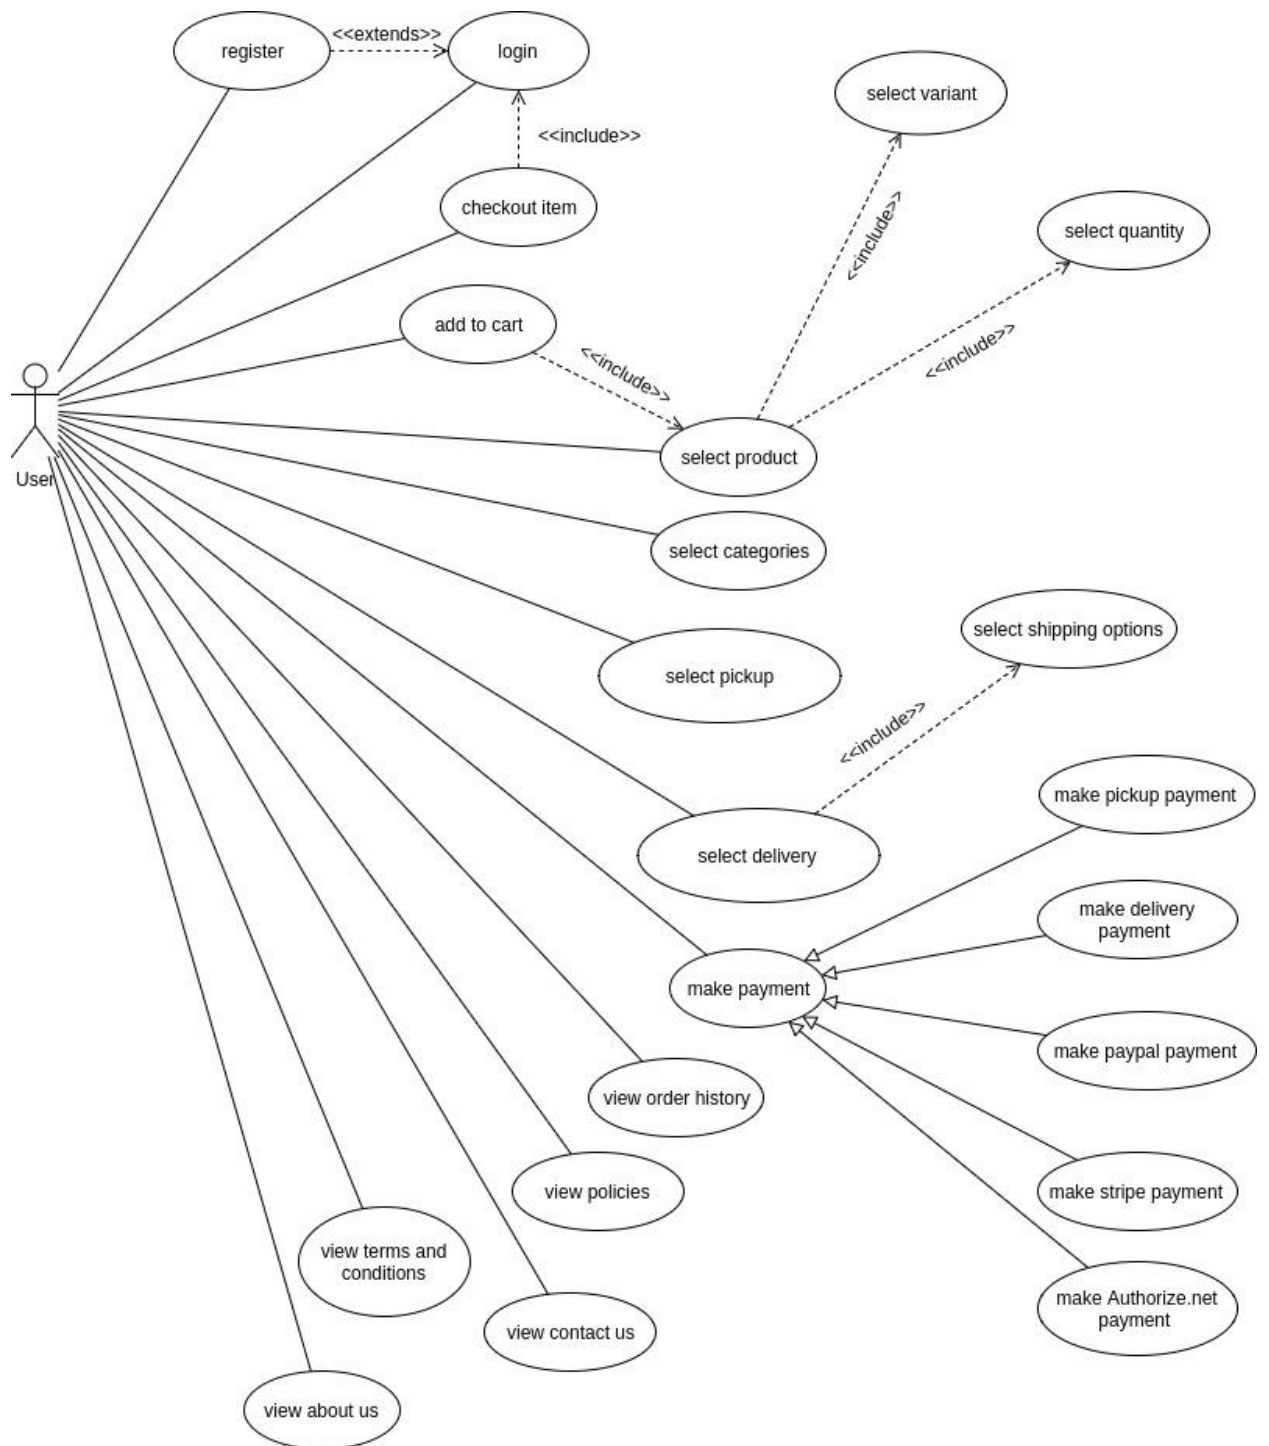 register
<<extends>>
login
<<include>>
select variant
checkout item
<<include>>
select quantity
add to cart
<<include>>
<<include>>
select product
User
select categories
select shipping options
select pickup
<<include>>
make pickup payment
select delivery
make delivery
payment
make payment
make paypal payment
view order history
view policies
make stripe payment
view terms and
conditions
make Authorize.net
payment
view contact us
view about us